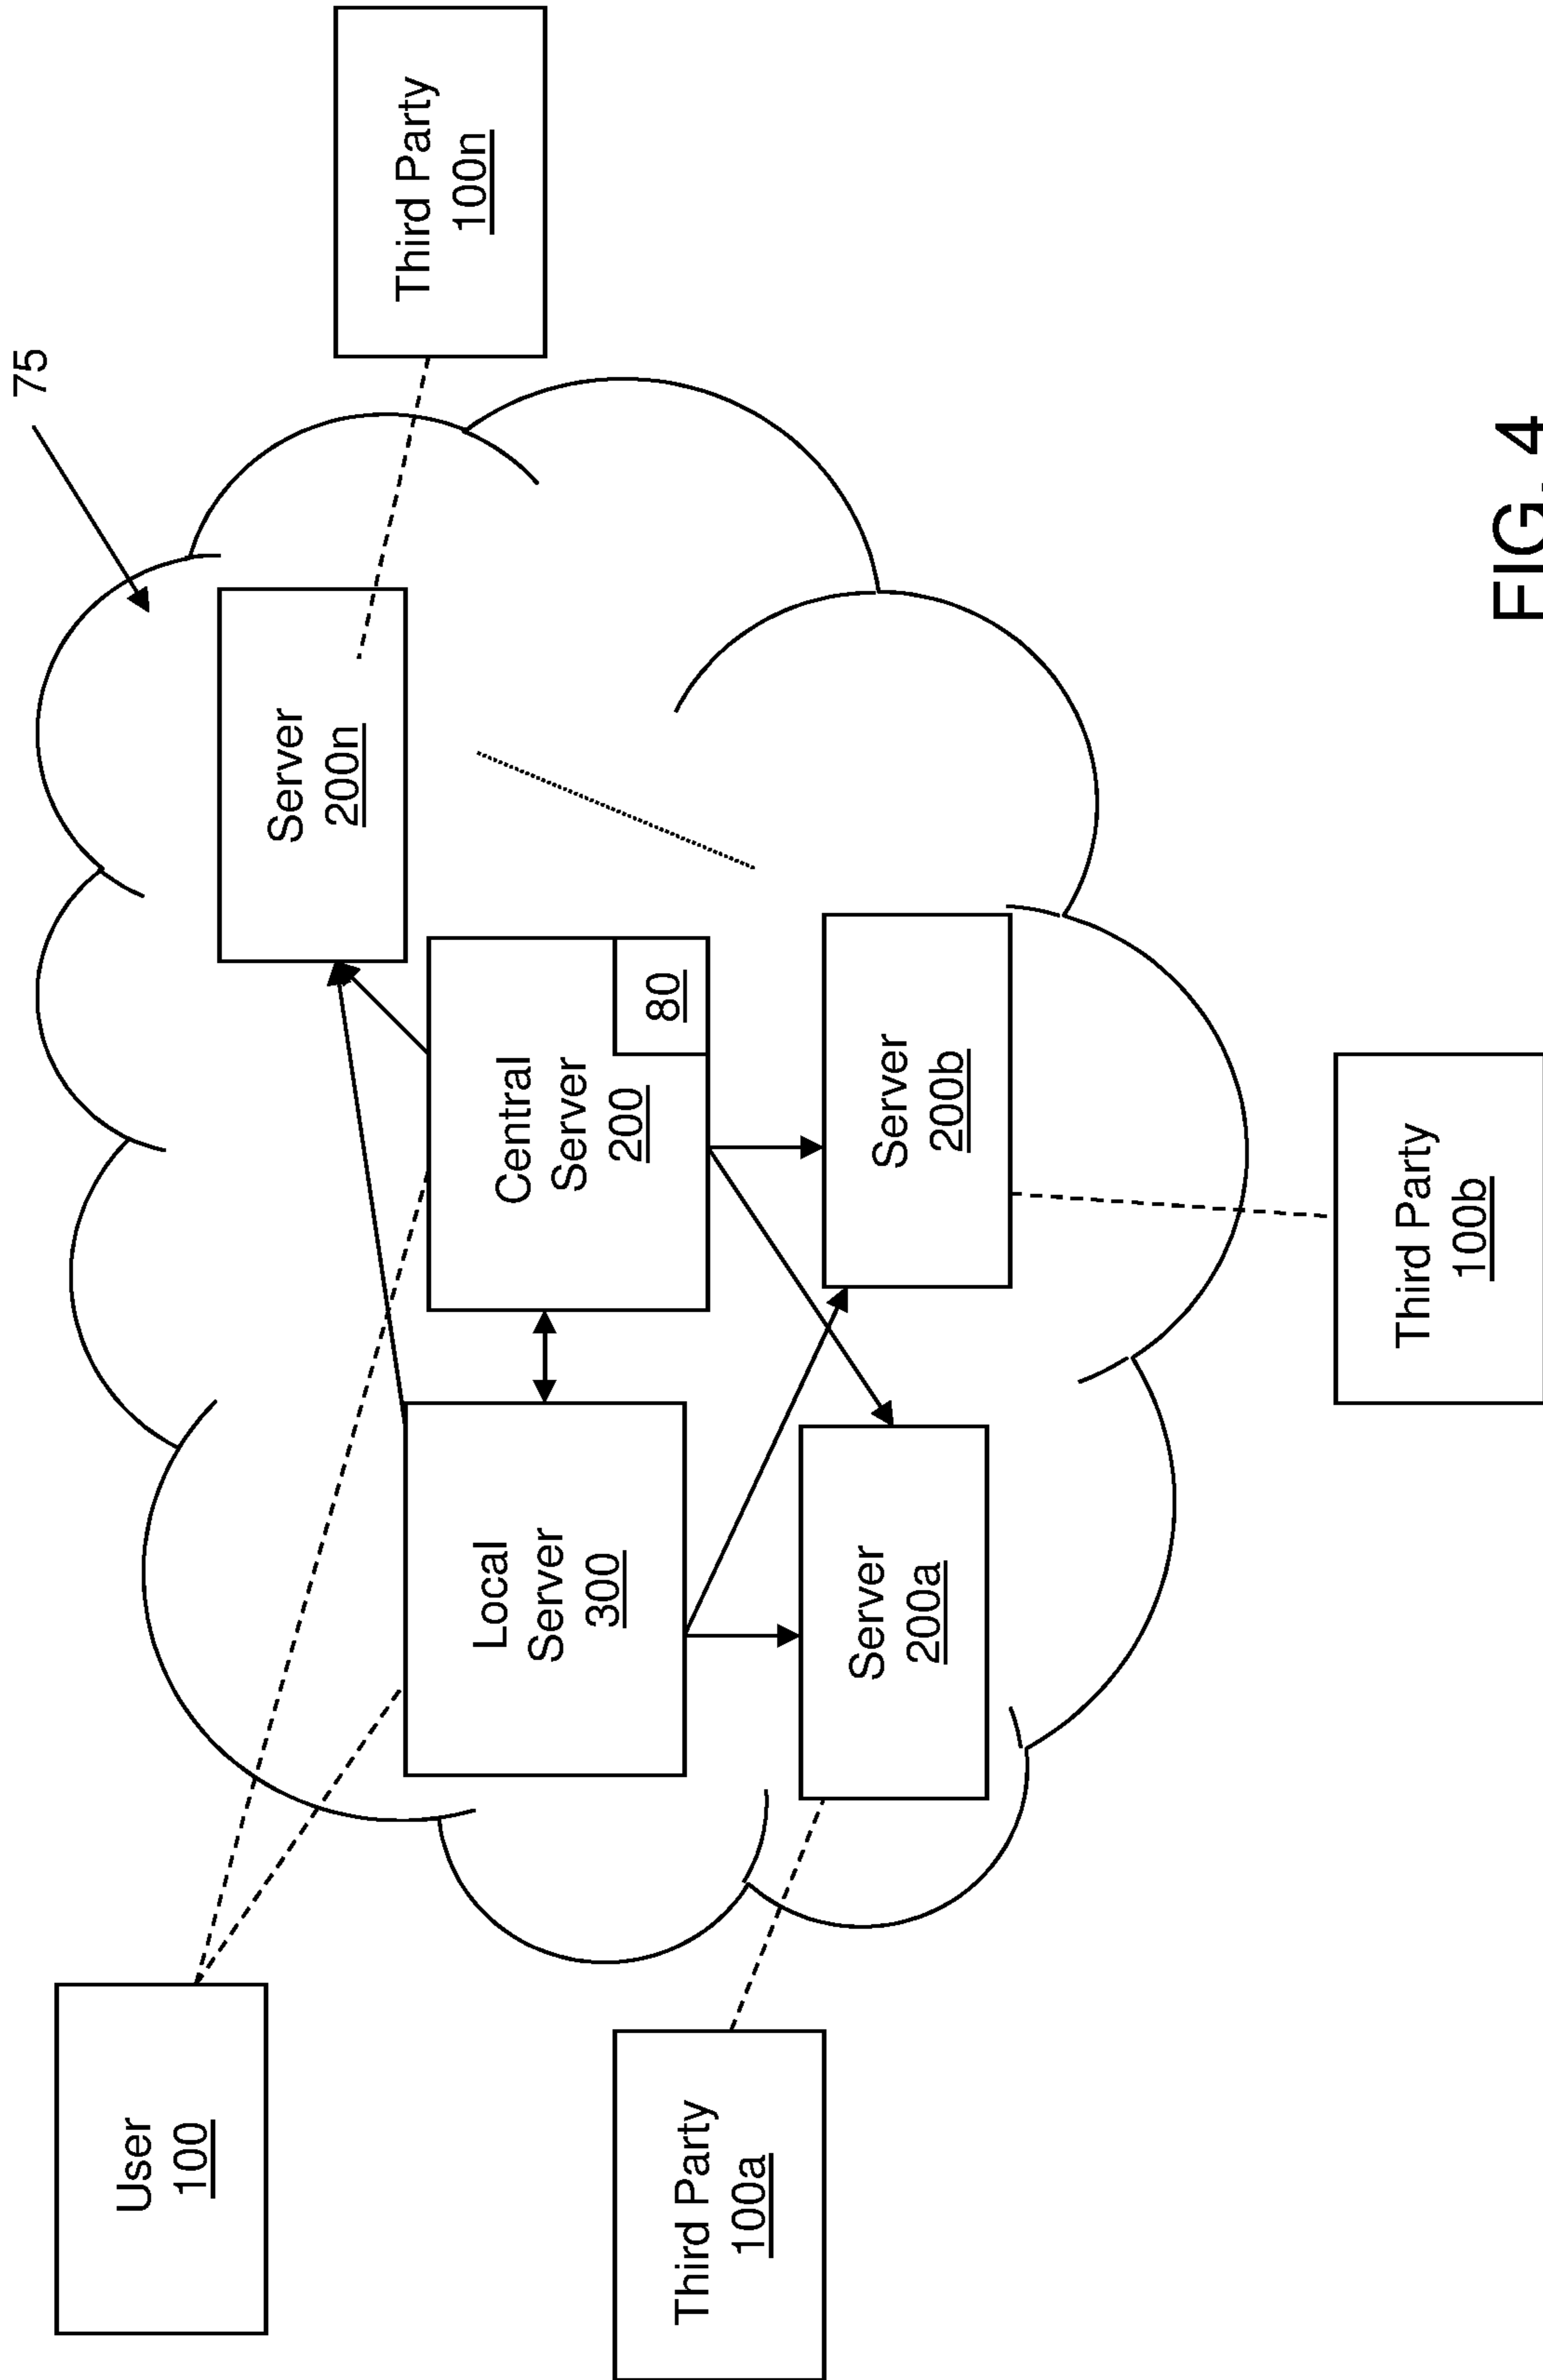 75
User
100
Server
200n
Third Party
100n
Local
Server
300
Central
Server
200
80
Third Party
100a
Server
200a
Server
200b
Third Party
100b
FIG. 4